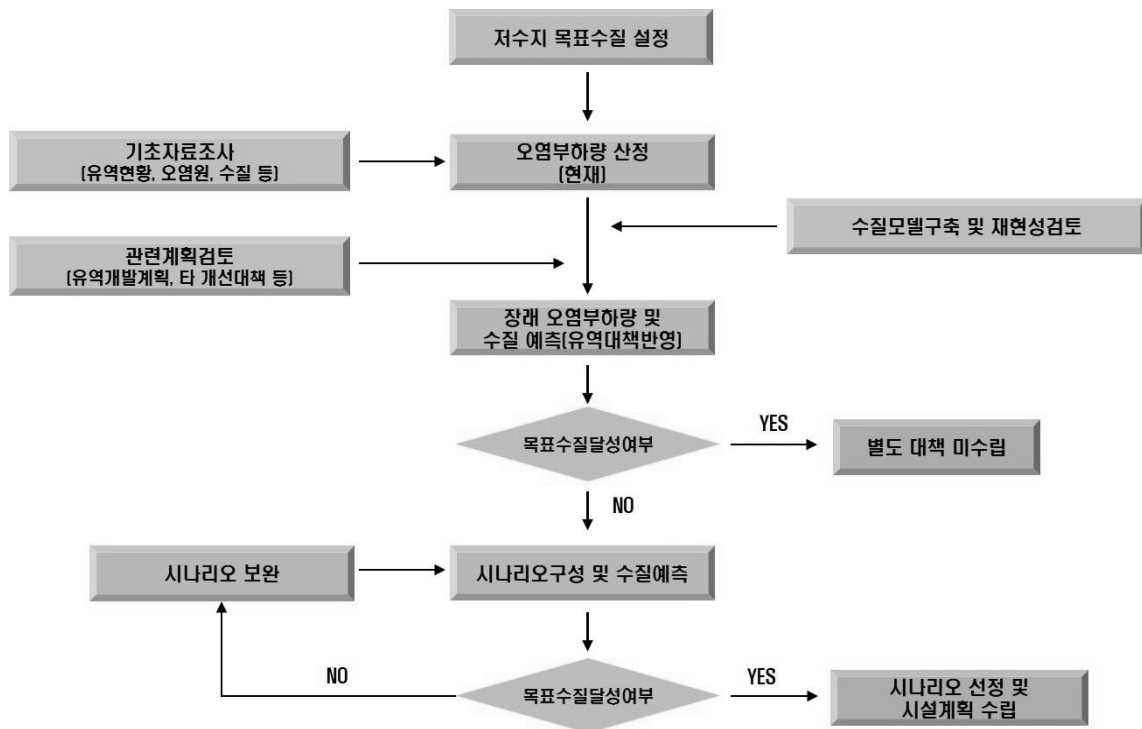 저수지 목표수질 설정
기초자료조사
(유역현황, 오염원, 수질 등)
오염부하량 산정
(현재)
수질모델구축 및 재현성검토
관련계획검토
(유역개발계획, 타 개선대책 등)
장래 오염부하량 및
수질 예측(유역대책반영)
목표수질달성여부
YES
별도 대책 미수립
NO
시나리오 보완
시나리오구성 및 수질예측
NO
목표수질달성여부
YES
시나리오 선정 및
시설계획 수립